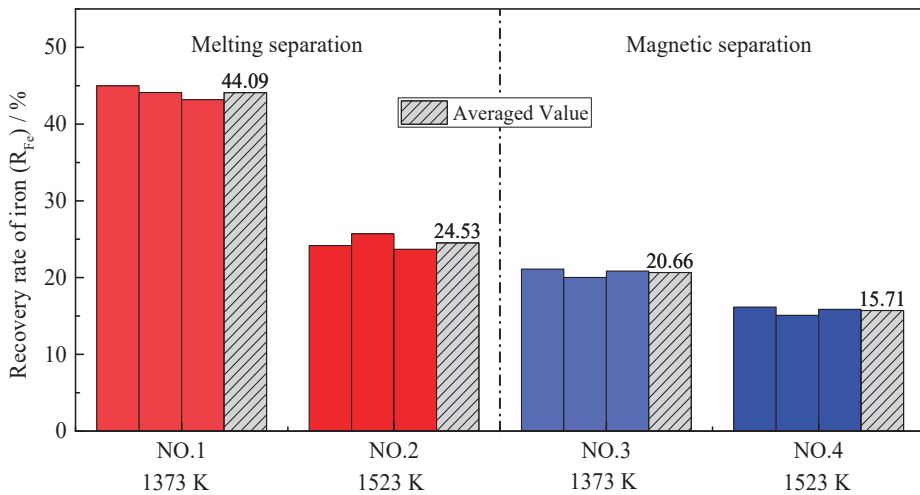 Melting separation
Magnetic separation
Averaged Value
Recovery rate of iron (R_Fe) / %
50
40
30
20
10
0
44.09
24.53
20.66
15.71
NO.1
NO.2
NO.3
NO.4
1373 K
1523 K
1373 K
1523 K